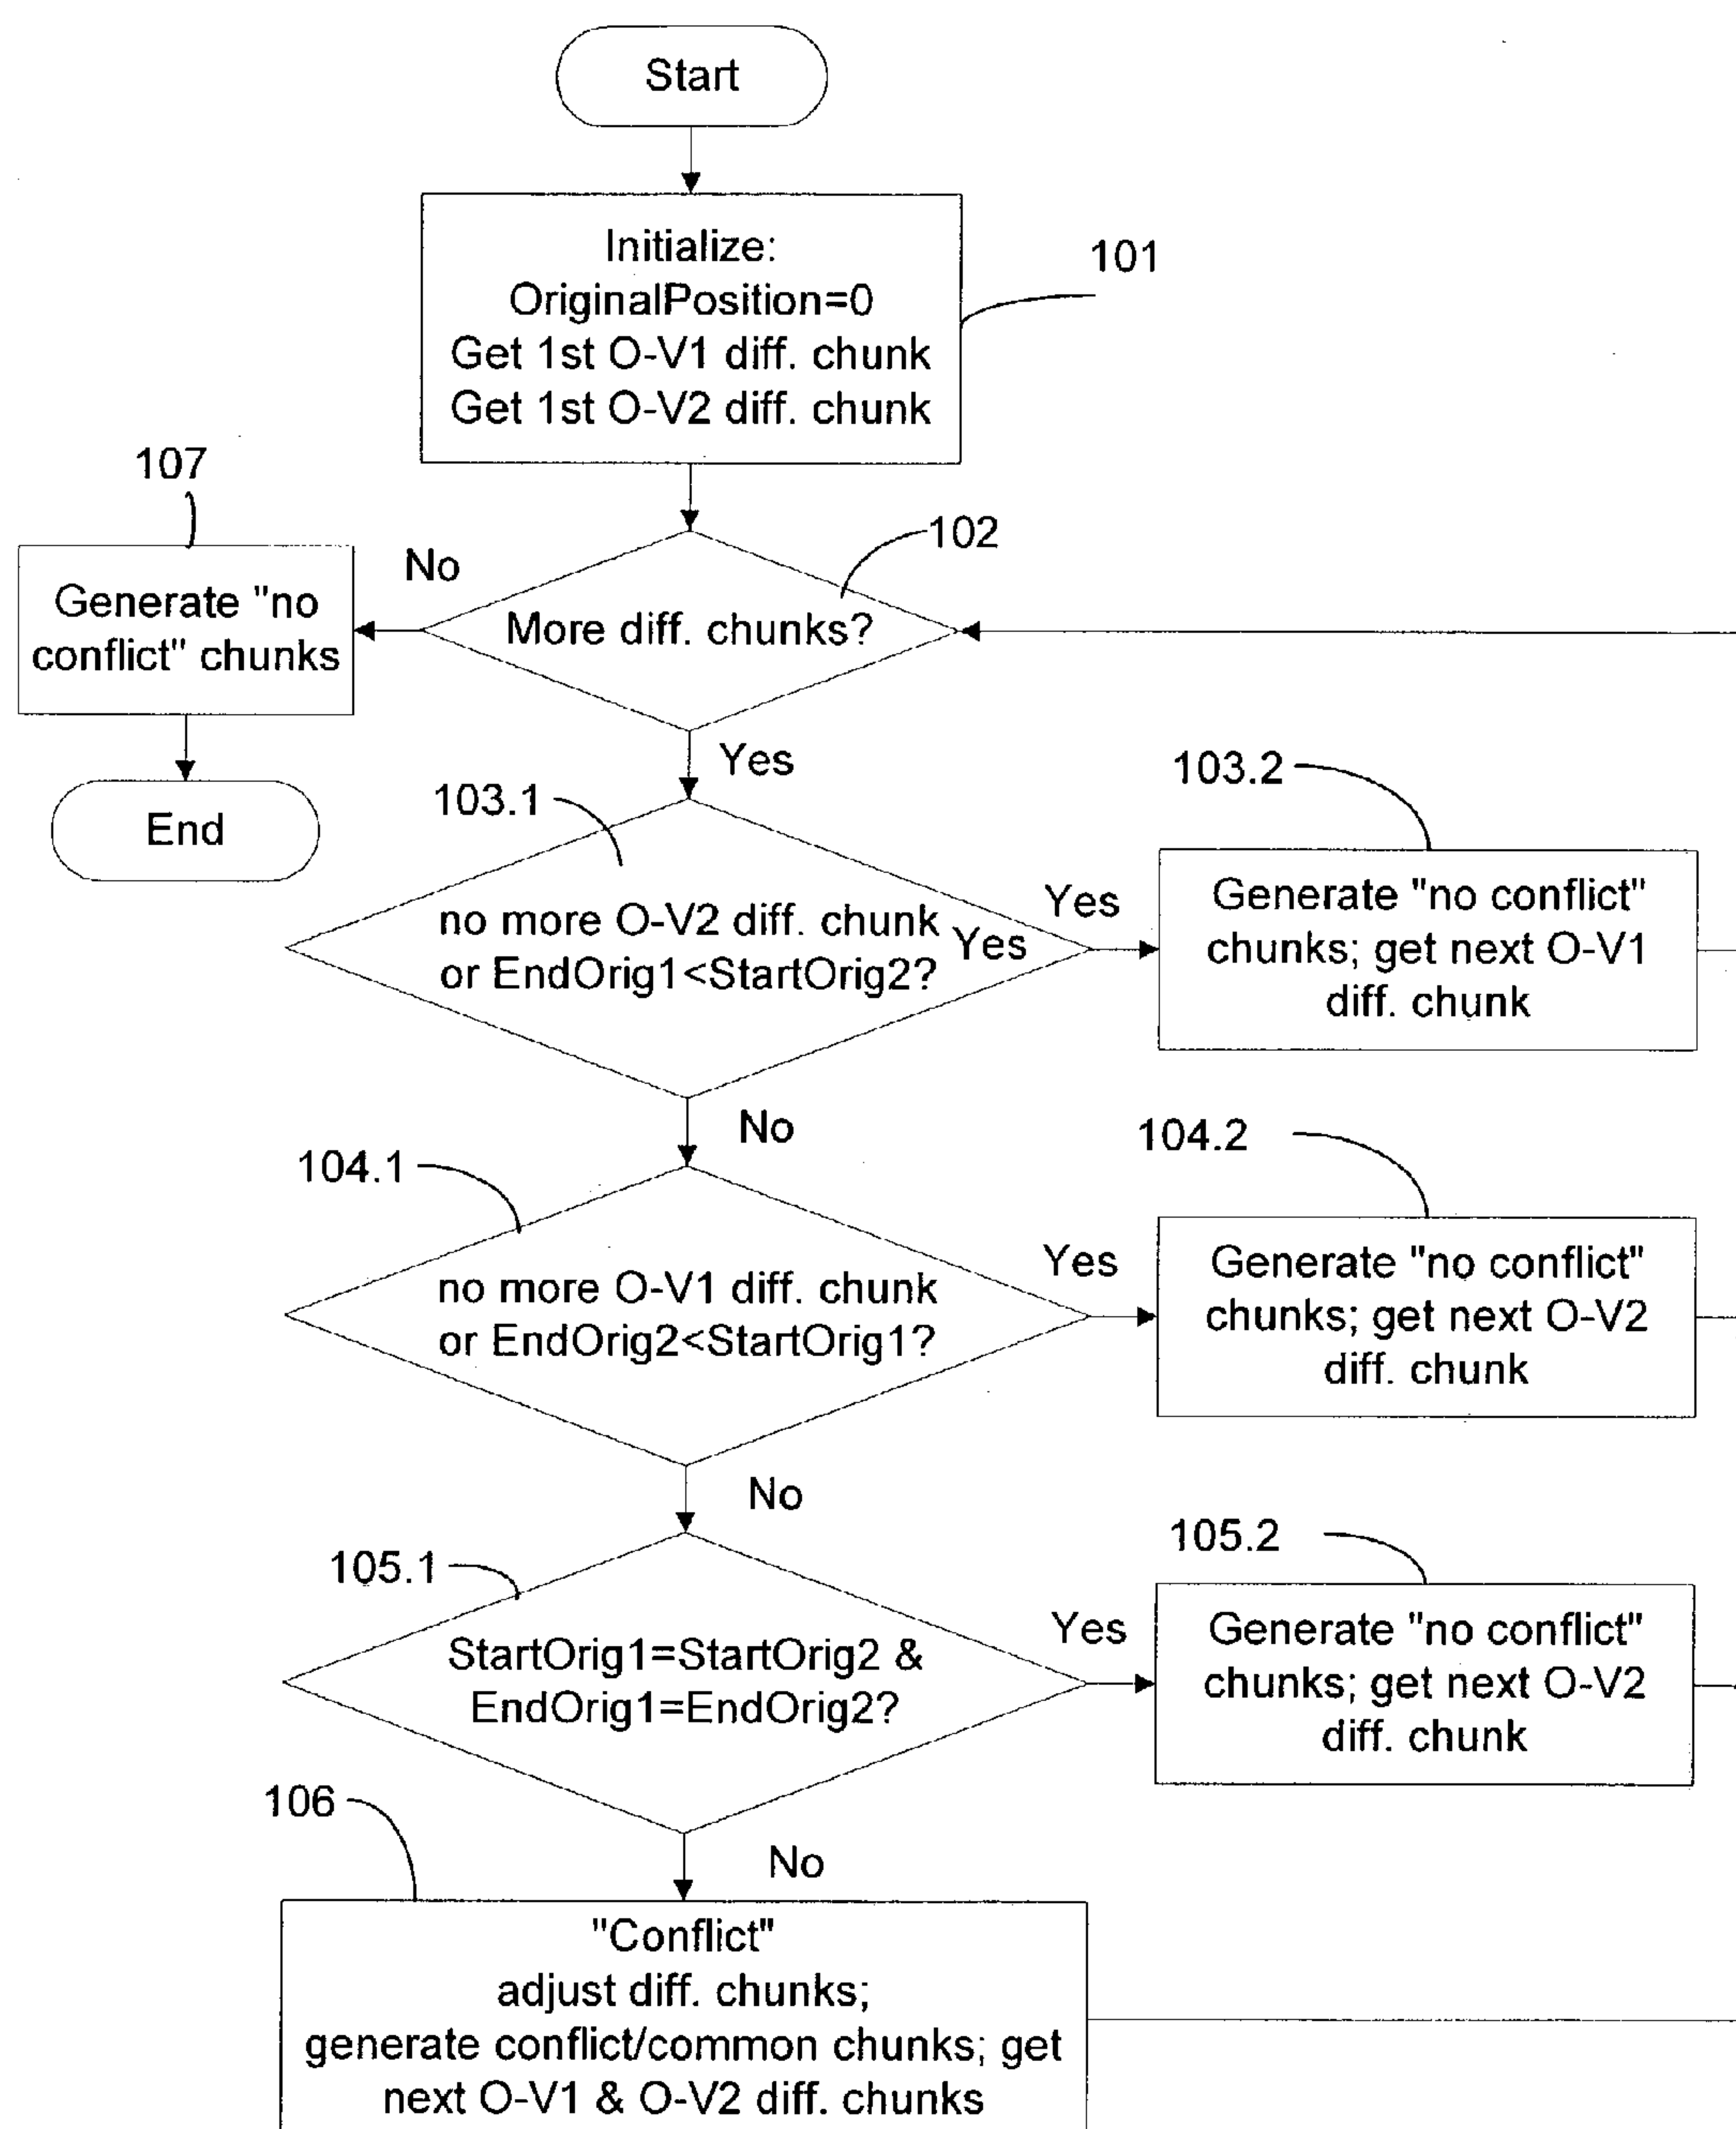 Start
Initialize:
OriginalPosition=0
Get 1st O-V1 diff. chunk
Get 1st O-V2 diff. chunk
101
107
Generate "no
conflict" chunks
No
102
More diff. chunks?
End
Yes
103.1
no more O-V2 diff. chunk
or EndOrig1<StartOrig2?
Yes
Yes
103.2
Generate "no conflict"
chunks; get next O-V1
diff. chunk
No
104.1
no more O-V1 diff. chunk
or EndOrig2<StartOrig1?
Yes
104.2
Generate "no conflict"
chunks; get next O-V2
diff. chunk
No
105.1
StartOrig1=StartOrig2 &
EndOrig1=EndOrig2?
Yes
105.2
Generate "no conflict"
chunks; get next O-V2
diff. chunk
No
106
"Conflict"
adjust diff. chunks;
generate conflict/common chunks; get
next O-V1 & O-V2 diff. chunks